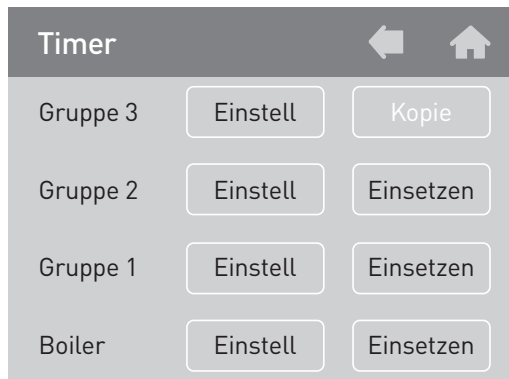 Timer
Gruppe 3 Einstell Kopie
Gruppe 2 Einstell Einsetzen
Gruppe 1 Einstell Einsetzen
Boiler Einstell Einsetzen